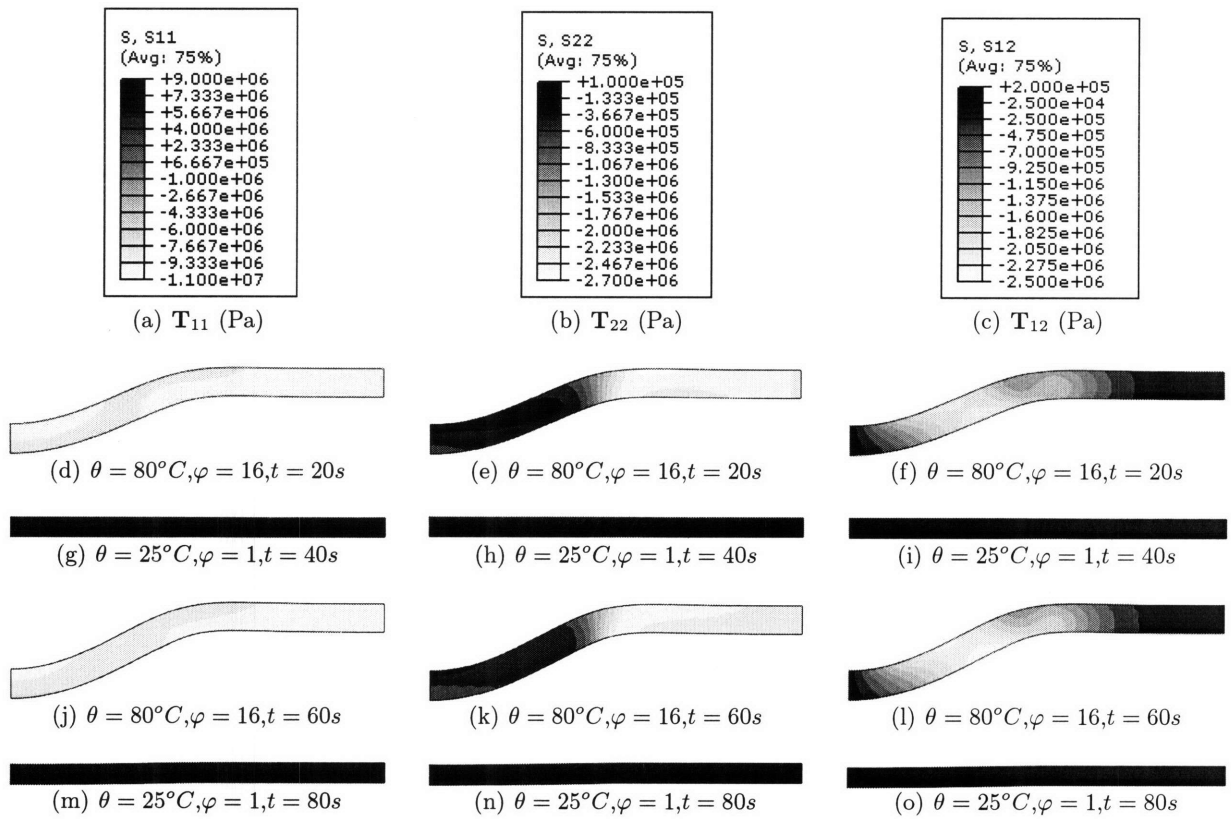 S, S11
(Avg: 75%)
+9.000e+06
+7.333e+06
+5.667e+06
+4.000e+06
+2.333e+06
+6.667e+05
-1.000e+06
-2.667e+06
-4.333e+06
-6.000e+06
-7.667e+06
-9.333e+06
-1.100e+07
(a) T₁₁ (Pa)
S, S22
(Avg: 75%)
+1.000e+05
-1.333e+05
-3.667e+05
-6.000e+05
-8.333e+05
-1.067e+06
-1.300e+06
-1.533e+06
-1.767e+06
-2.000e+06
-2.233e+06
-2.467e+06
-2.700e+06
(b) T₂₂ (Pa)
S, S12
(Avg: 75%)
+2.000e+05
-2.500e+04
-2.500e+05
-4.750e+05
-7.000e+05
-9.250e+05
-1.150e+06
-1.375e+06
-1.600e+06
-1.825e+06
-2.050e+06
-2.275e+06
-2.500e+06
(c) T₁₂ (Pa)
(d) θ = 80°C,φ = 16,t = 20s
(e) θ = 80°C,φ = 16,t = 20s
(f) θ = 80°C,φ = 16,t = 20s
(g) θ = 25°C,φ = 1,t = 40s
(h) θ = 25°C,φ = 1,t = 40s
(i) θ = 25°C,φ = 1,t = 40s
(j) θ = 80°C,φ = 16,t = 60s
(k) θ = 80°C,φ = 16,t = 60s
(l) θ = 80°C,φ = 16,t = 60s
(m) θ = 25°C,φ = 1,t = 80s
(n) θ = 25°C,φ = 1,t = 80s
(o) θ = 25°C,φ = 1,t = 80s